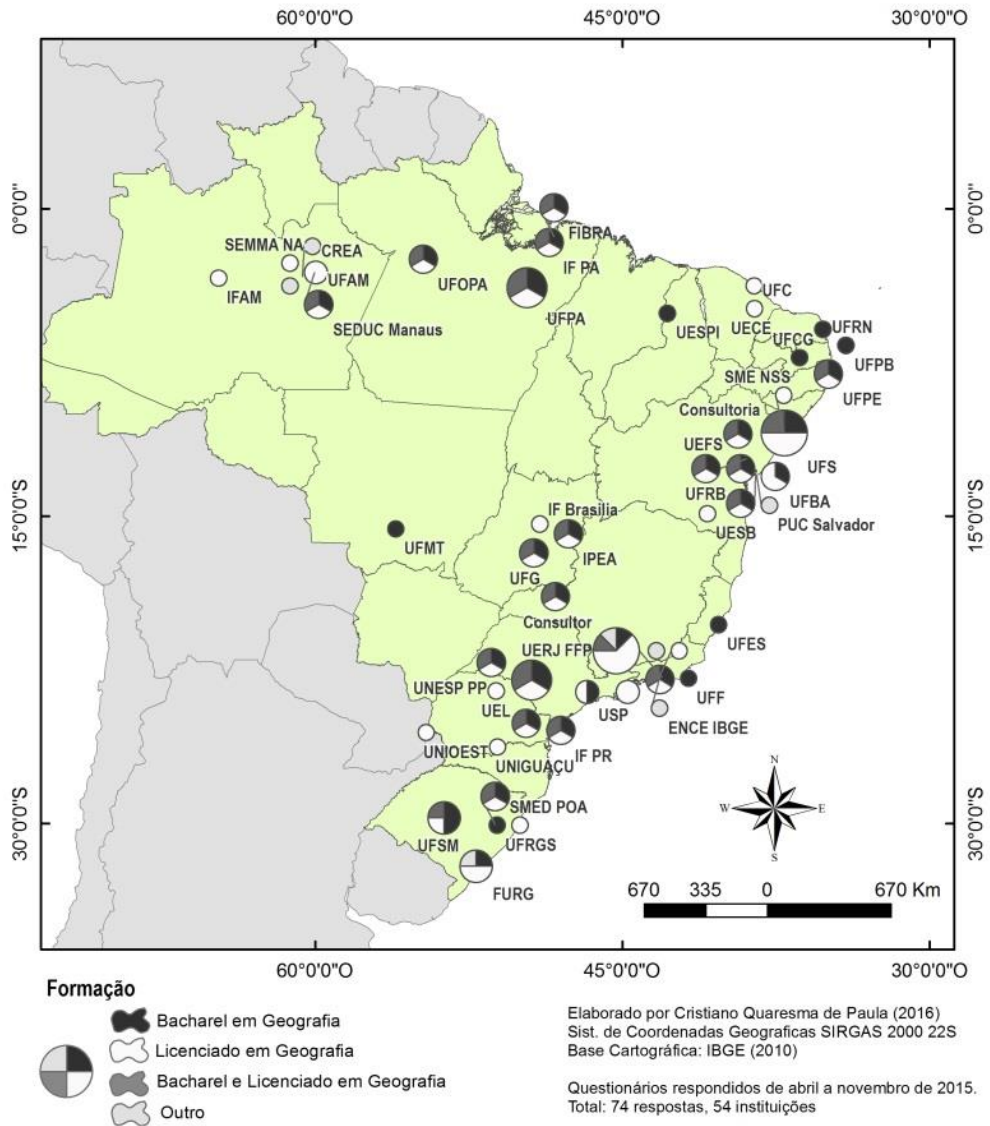 60°0'0"O 45°0'0"O 30°0'0"O
0°0'0" 0°0'0"
FIBRA
SEMMA NA
CREA
IF PA
IFAM
UFAM
UFOPA
UFC
SEDUC Manaus
UFPA
UESPI
UECE
UFRN
UFCG
UFPB
SME NSS
UFPE
Consultoria
UEFS
UFS
UFRB
UFBA
PUC Salvador
15°0'0"S 15°0'0"S
IF Brasilia
UESB
UFMT
IPEA
UFG
Consultor
UFES
UERJ FFP
UNESP PP
UFF
UEL
USP
ENCE IBGE
UNIOEST
IF PR
UNIGUAÇU
N
SMED POA
W E
30°0'0"S 30°0'0"S
UFSM
UFRGS
S
FURG
670 335 0 670 Km
60°0'0"O 45°0'0"O 30°0'0"O
Formação
Bacharel em Geografia
Licenciado em Geografia
Bacharel e Licenciado em Geografia
Outro
Elaborado por Cristiano Quaresma de Paula (2016)
Sist. de Coordenadas Geograficas SIRGAS 2000 22S
Base Cartográfica: IBGE (2010)
Questionários respondidos de abril a novembro de 2015.
Total: 74 respostas, 54 instituições